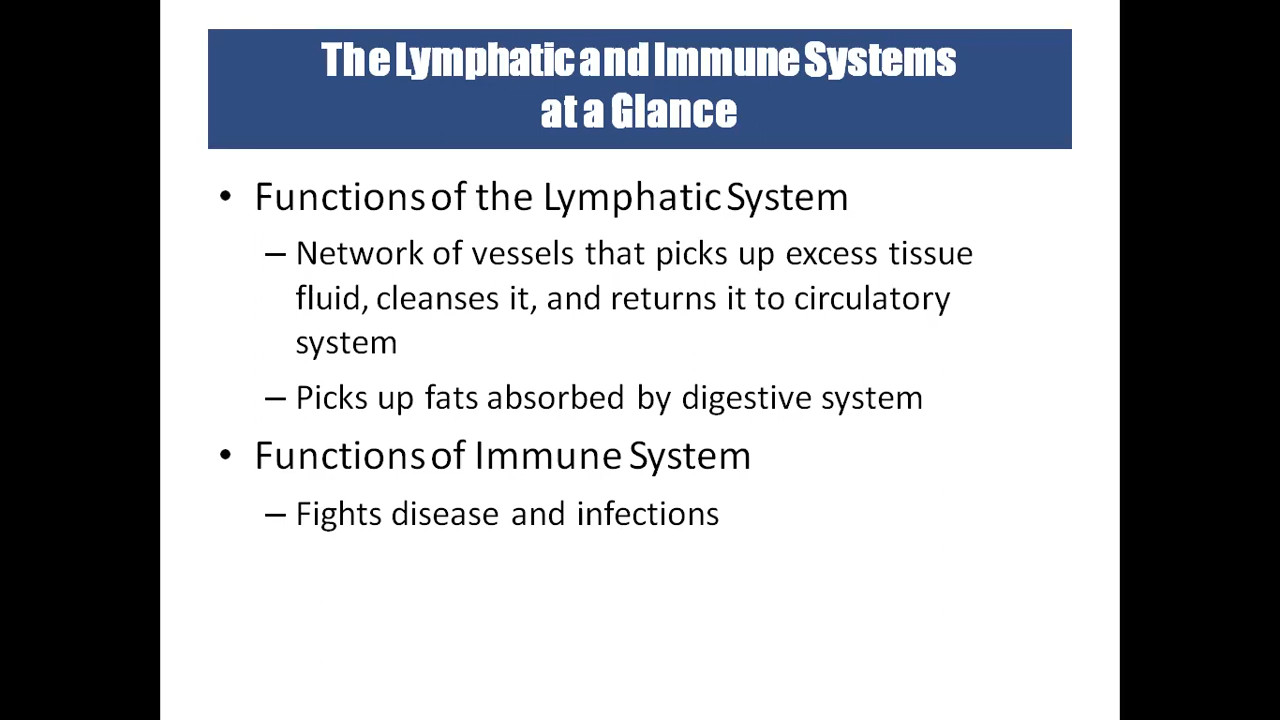 The Lymphatic and Immune Systems
at a Glance
• Functions of the Lymphatic System
– Network of vessels that picks up excess tissue
fluid, cleanses it, and returns it to circulatory
system
– Picks up fats absorbed by digestive system
• Functions of Immune System
– Fights disease and infections